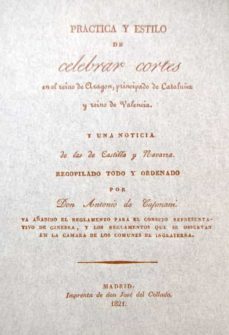 PRACTICA Y ESTILO
DE
celebrar cortes
en el reino de Aragon, principado de Cataluña
y reino de Valencia.
Y UNA NOTICIA
de las de Castilla y Navarra.
RECOPILADO TODO Y ORDENADO
POR
Don Antonio de Capmani.
VA AÑADIDO EL REGLAMENTO PARA EL CONSEJO REPRESENTA-
TIVO DE GINEBRA, Y LOS REGLAMENTOS QUE SE OBSERVAN
EN LA CAMARA DE LOS COMUNES DE INGLATERRA.
MADRID:
Imprenta de don José del Collado.
1821.